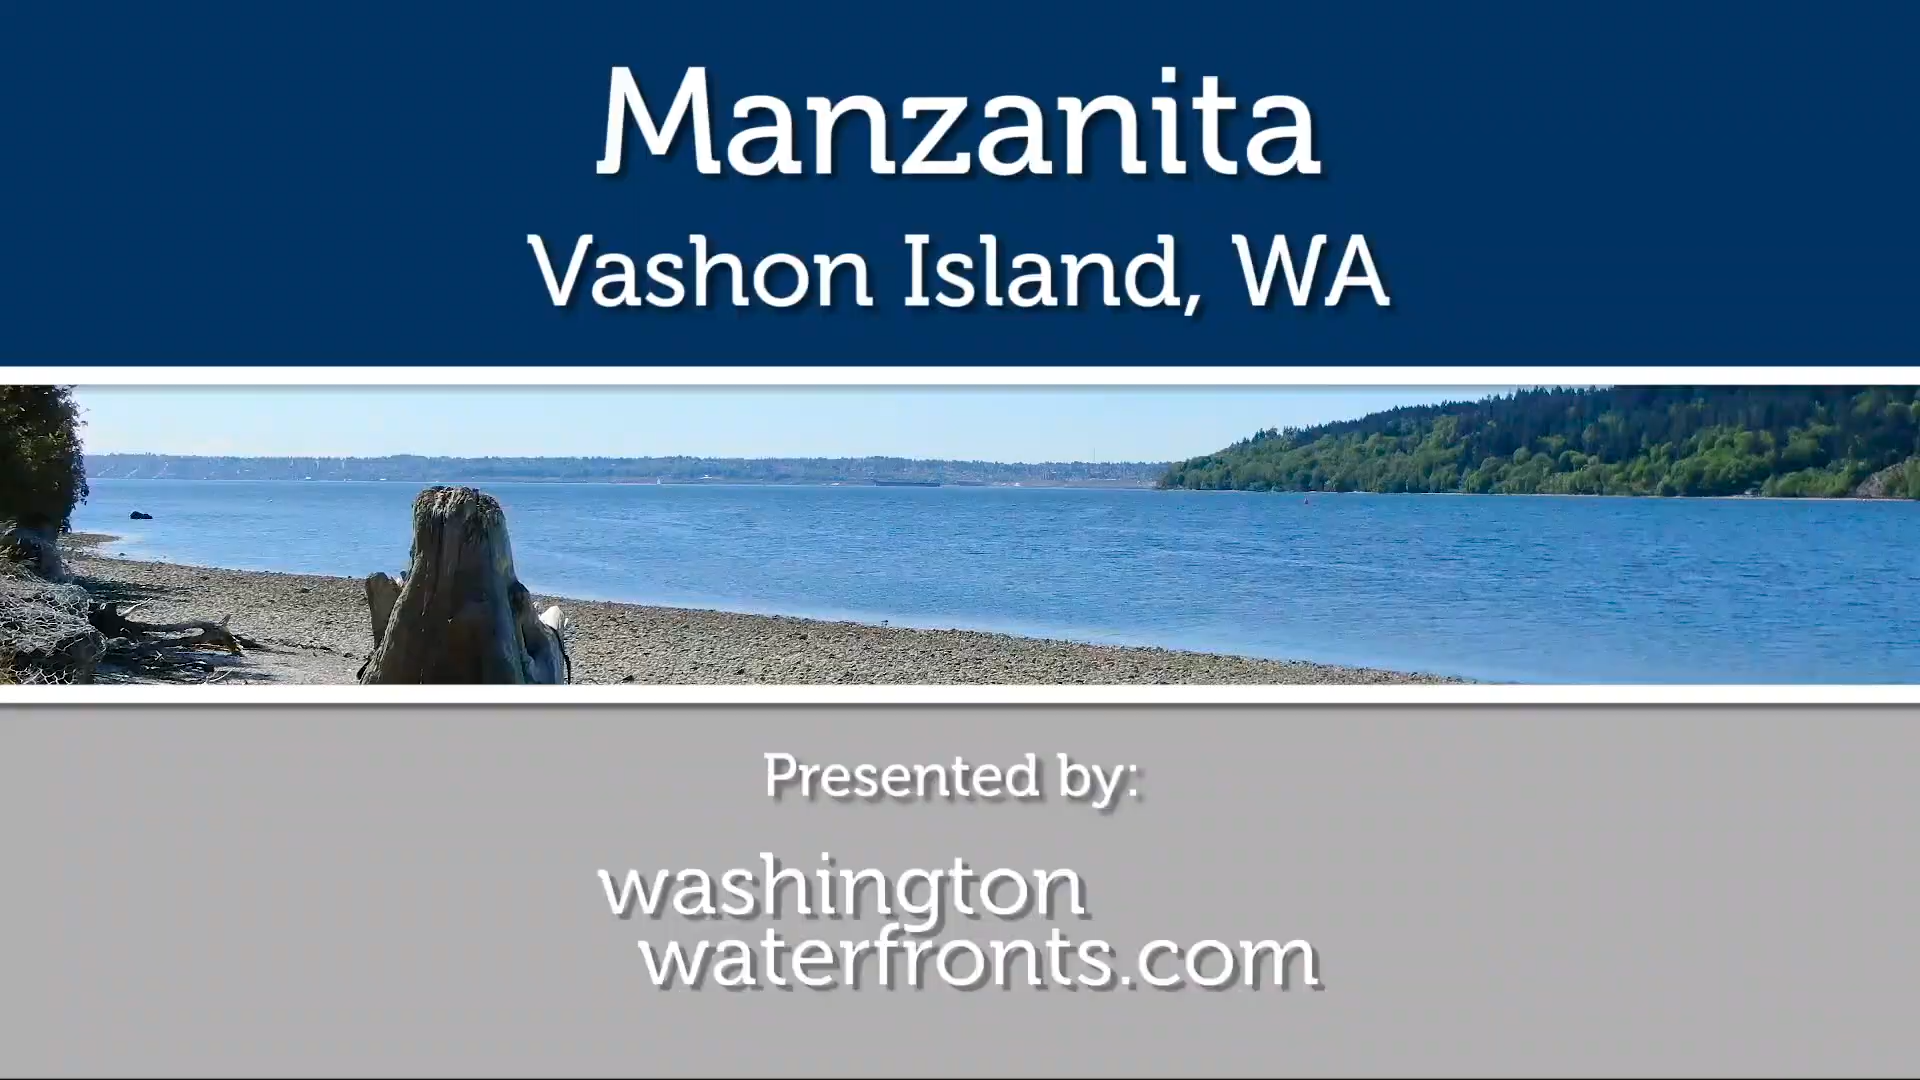 Manzanita
Vashon Island, WA
Presented by:
washington
waterfronts.com